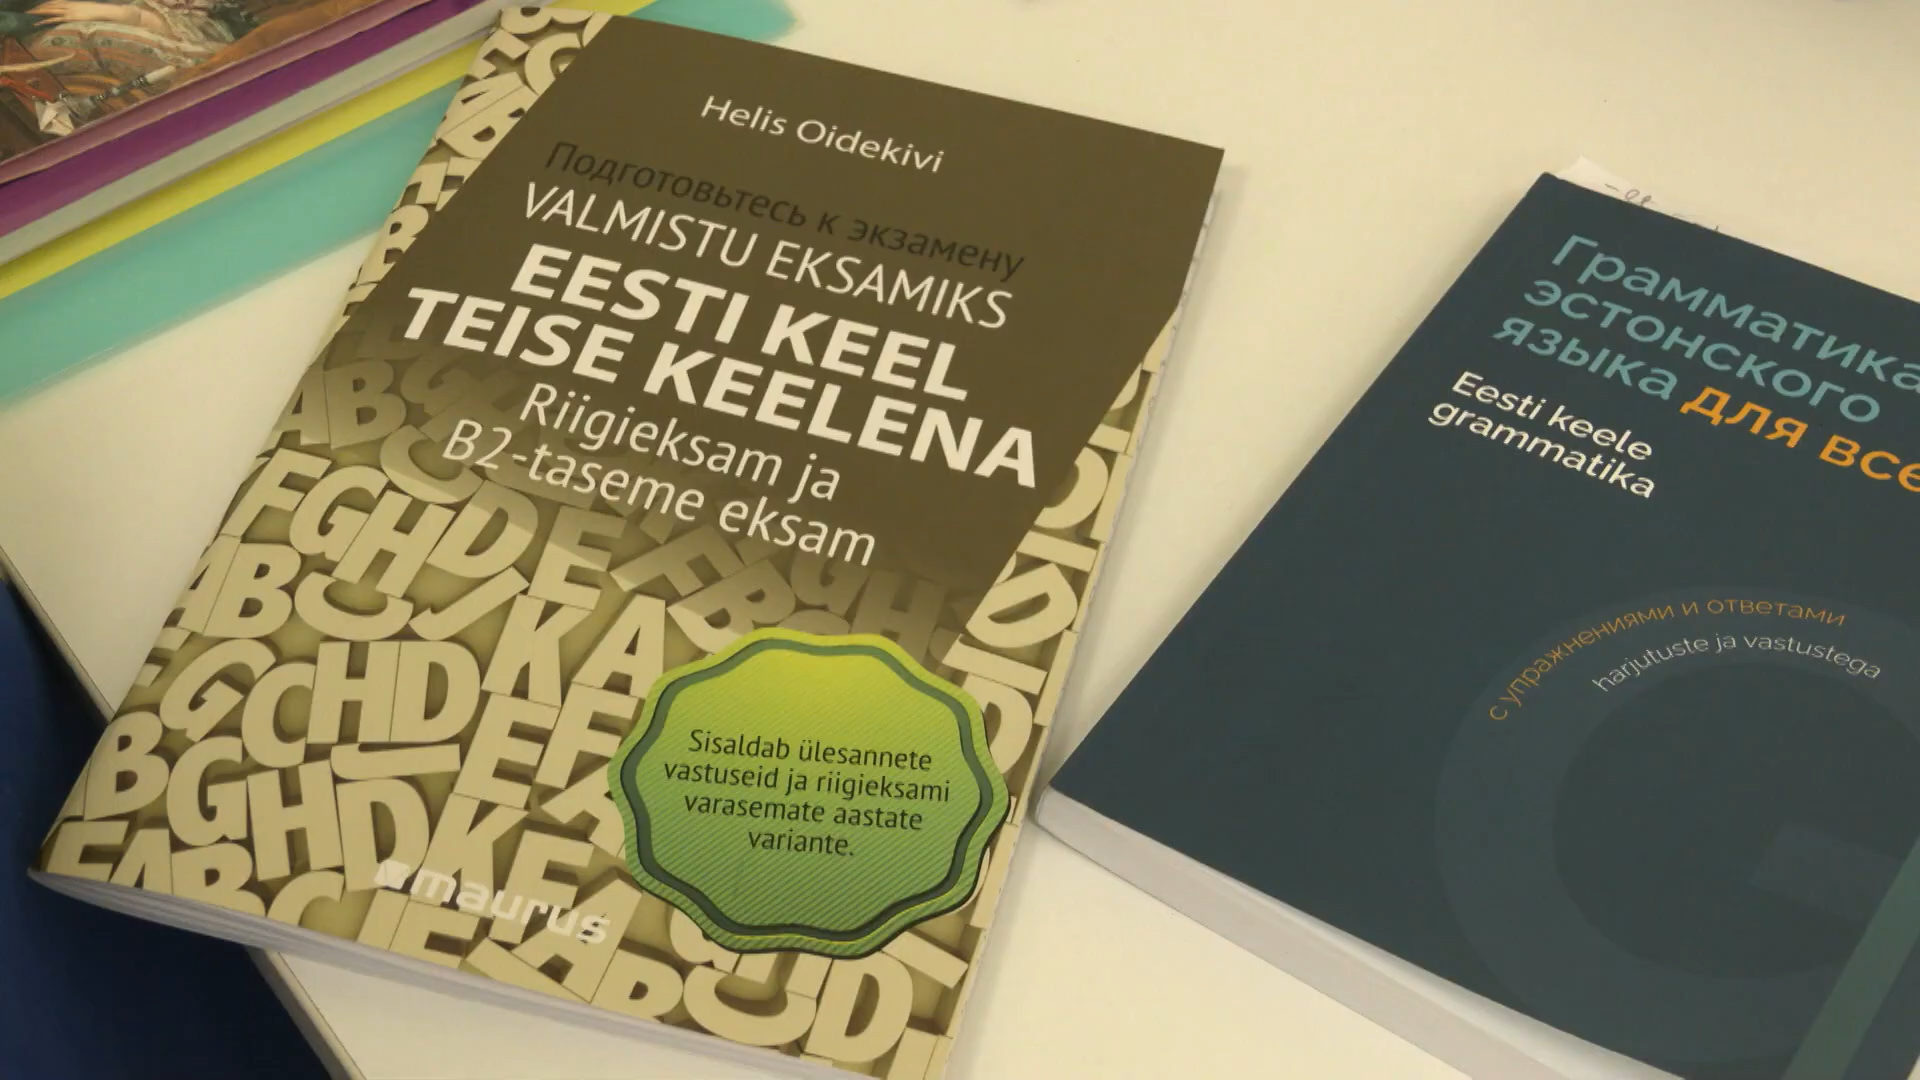 Helis Oidekivi
Подготовьтесь к экзамену
VALMISTU EKSAMIKS
EESTI KEEL
TEISE KEELENA
Riigieksam ja
B2-taseme eksam
Sisaldab ülesannete
vastuseid ja riigieksami
varasemate aastate
variante.
maurus
Грамматика
эстонского
языка для все
Eesti keele
grammatika
с упражнениями и ответами
harjutuste ja vastustega